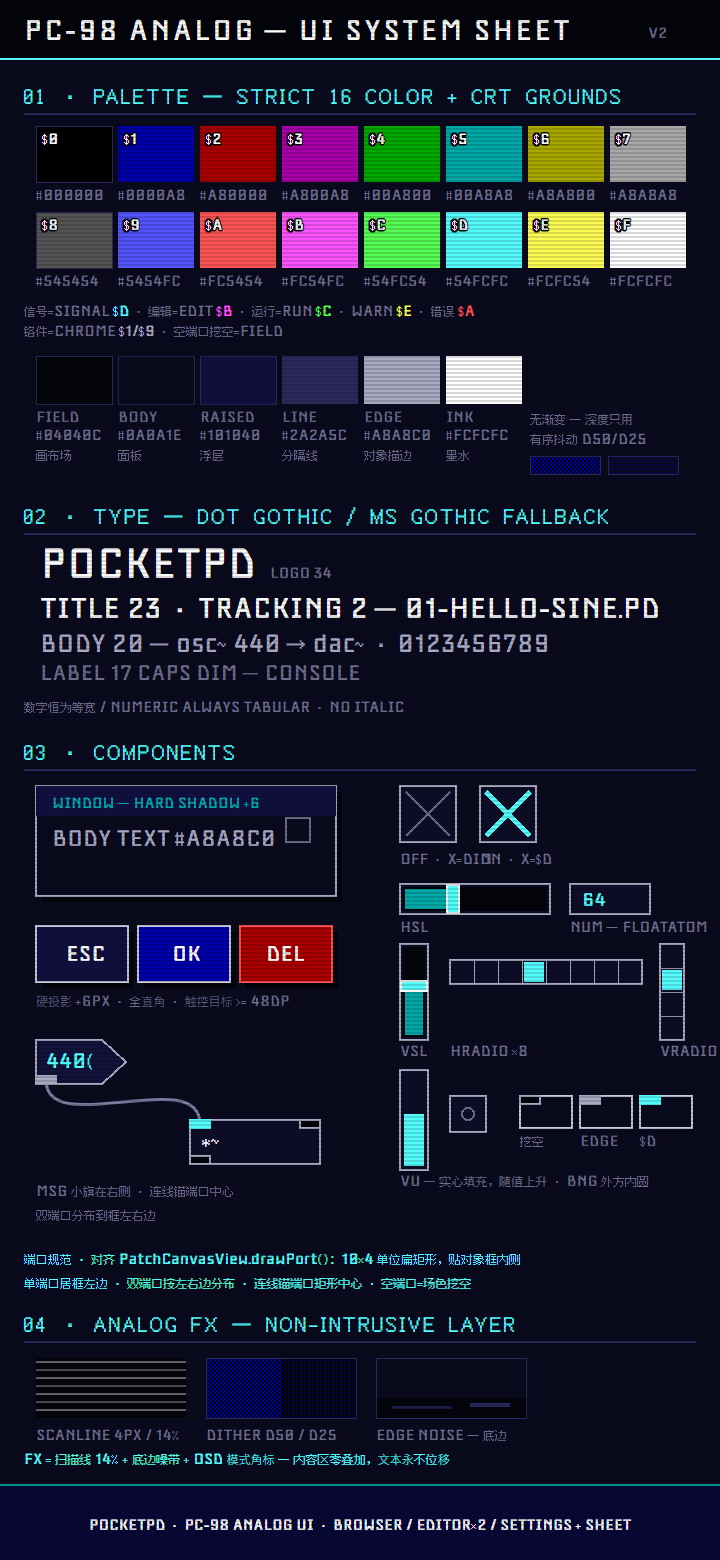 PC-98 ANALOG — UI SYSTEM SHEET V2
01 · PALETTE — STRICT 16 COLOR + CRT GROUNDS
$0 $1 $2 $3 $4 $5 $6 $7
#000000 #0000A8 #A80000 #A800A8 #00A800 #00A8A8 #A8A800 #A8A8A8
$8 $9 $A $B $C $D $E $F
#545454 #5454FC #FC5454 #FC54FC #54FC54 #54FCFC #FCFC54 #FCFCFC
信号=SIGNAL$D · 编辑=EDIT$B · 运行=RUN$C · WARN$E · 错误$A
铬件=CHROME$1/$9 · 空端口挖空=FIELD
FIELD BODY RAISED LINE EDGE INK
#04040C #0A0A1E #101040 #2A2A5C #A8A8C0 #FCFCFC
画布场 面板 浮层 分隔线 对象描边 墨水
无渐变 — 深度只用
有序抖动 D50/D25
02 · TYPE — DOT GOTHIC / MS GOTHIC FALLBACK
POCKETPD LOGO 34
TITLE 23 · TRACKING 2 — 01-HELLO-SINE.PD
BODY 20 — osc~ 440 → dac~ · 0123456789
LABEL 17 CAPS DIM — CONSOLE
数字恒为等宽 / NUMERIC ALWAYS TABULAR · NO ITALIC
03 · COMPONENTS
WINDOW — HARD SHADOW +6
BODY TEXT #A8A8C0
OFF · X=DIM
ON · X=$D
64
HSL
NUM — FLOATATOM
ESC OK DEL
硬投影 +6PX · 全直角 · 触控目标 >= 48DP
VSL HRADIO ×8 VRADIO
440(
*~
挖空 EDGE $D
VU — 实心填充，随值上升 · BNG 外方内圆
MSG 小旗在右侧 · 连线锚端口中心
双端口分布到框左右边
端口规范 · 对齐 PatchCanvasView.drawPort()：10×4 单位扁矩形，贴对象框内侧
单端口居框左边 · 双端口按左右边分布 · 连线锚端口矩形中心 · 空端口=场色挖空
04 · ANALOG FX — NON-INTRUSIVE LAYER
SCANLINE 4PX / 14% DITHER D50 / D25 EDGE NOISE — 底边
FX = 扫描线 14% + 底边噪带 + OSD 模式角标 — 内容区零叠加，文本永不位移
POCKETPD · PC-98 ANALOG UI · BROWSER / EDITOR×2 / SETTINGS + SHEET